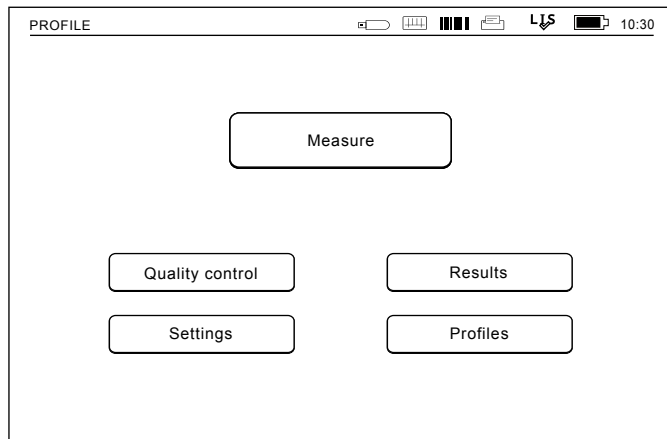 PROFILE LIS 10:30
Measure
Quality control Results
Settings Profiles